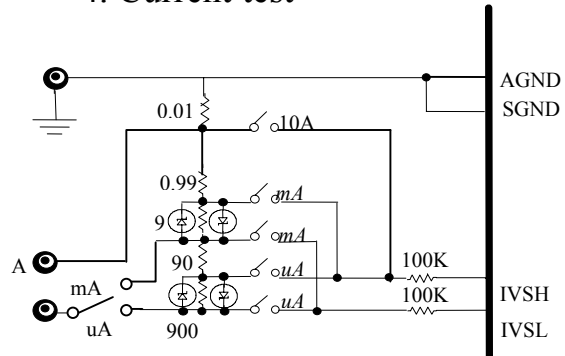 4. Current test
AGND
SGND
0.01
10A
0.99
mA
9
mA
A
90
uA
100K
mA
IVSH
uA
100K
uA
900
IVSL